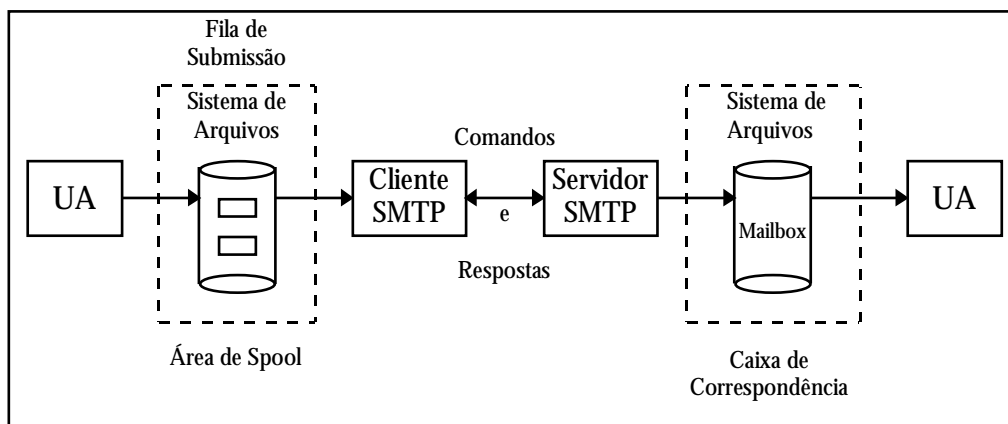 Fila de
Submissão
Sistema de
Arquivos
UA
Cliente
SMTP
Comandos
e
Respostas
Servidor
SMTP
Sistema de
Arquivos
Mailbox
UA
Área de Spool
Caixa de
Correspondência